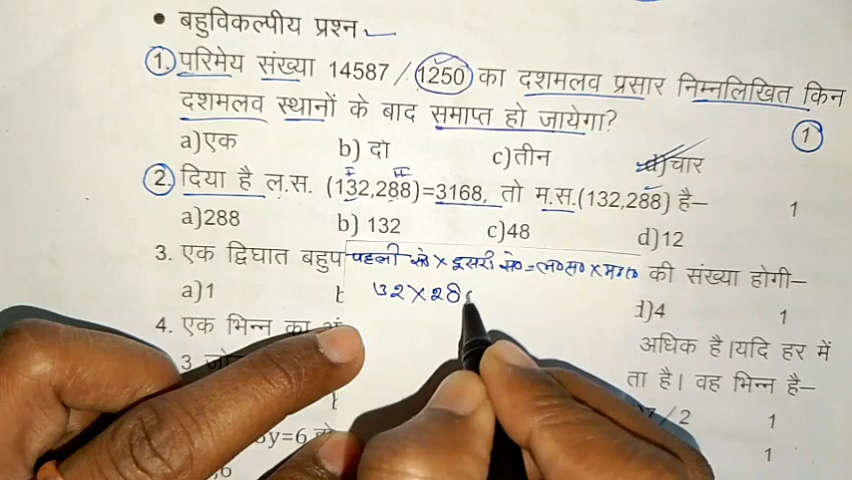 • बहुविकल्पीय प्रश्न
1. परिमेय संख्या 14587 / 1250 का दशमलव प्रसार निम्नलिखित किन
दशमलव स्थानों के बाद समाप्त हो जायेगा?
1
a)एक b) दो c)तीन d)चार
2. दिया है ल.स. (132,288)=3168, तो म.स.(132,288) है– 1
a)288 b) 132 c)48 d)12
3. एक द्विघात बहुप पहली सं० × दूसरी सं० = ल०स० × म०स० की संख्या होगी–
a)1 132×28 d)4 1
4. एक भिन्न का अं अधिक है।यदि हर में
3 जो ता है। वह भिन्न है–
/ 2 1
y=6 1